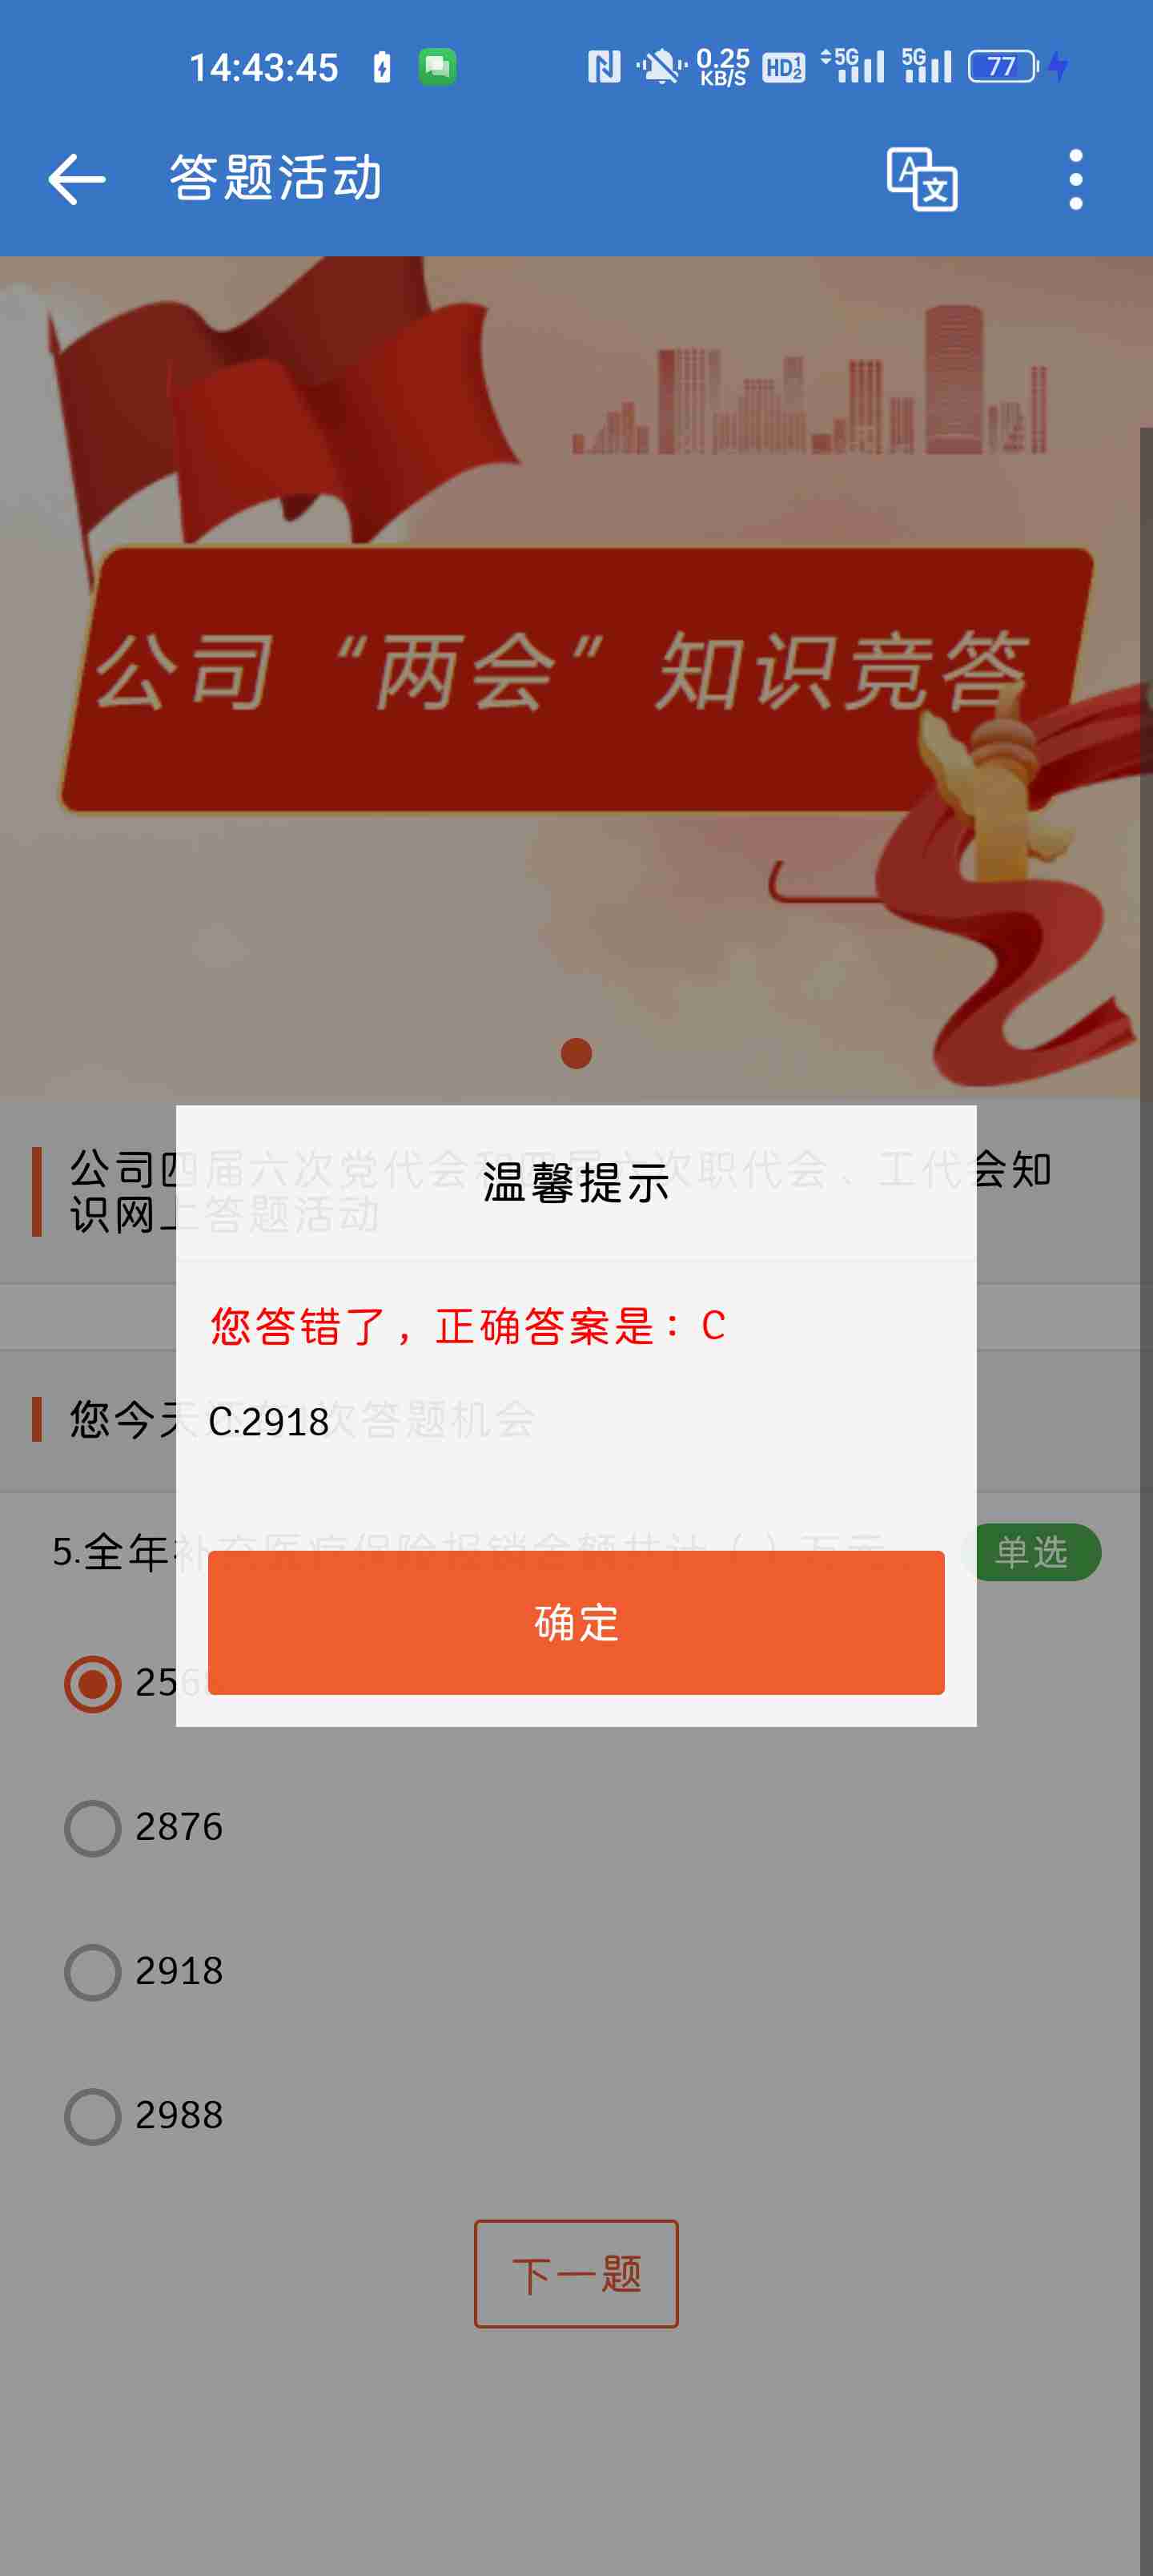 14:43:45
0.25
KB/S
HD
5G
5G
77
答题活动
公司“两会”知识竞答
公司四届六次党代会和四届六次职代会、工代会知
识网上答题活动
温馨提示
您答错了，正确答案是：C
您今天 次答题机会
C.2918
5.全年补充医疗保险报销金额共计（）万元 单选
确定
256
2876
2918
2988
下一题